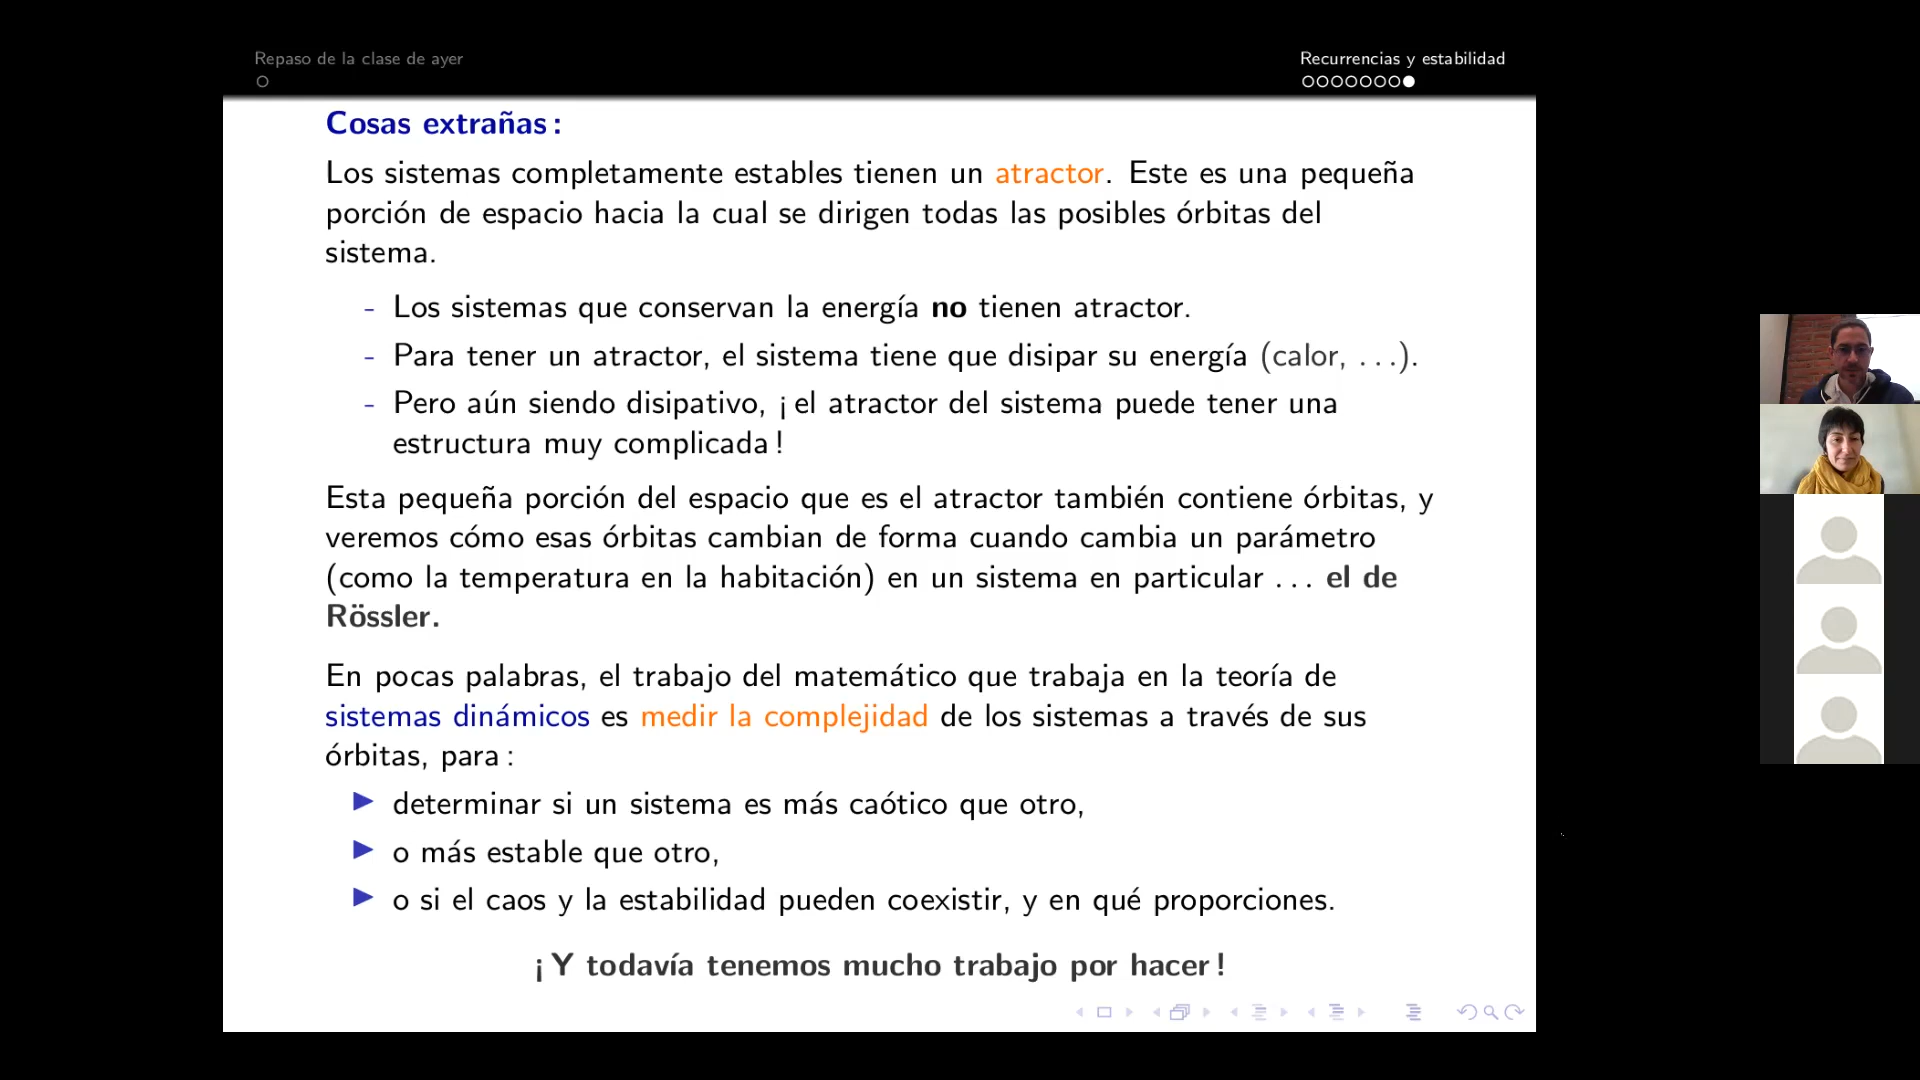 Repaso de la clase de ayer
Recurrencias y estabilidad
Cosas extrañas :
Los sistemas completamente estables tienen un atractor. Este es una pequeña
porción de espacio hacia la cual se dirigen todas las posibles órbitas del
sistema.
- Los sistemas que conservan la energía no tienen atractor.
- Para tener un atractor, el sistema tiene que disipar su energía (calor, . . .).
- Pero aún siendo disipativo, ¡ el atractor del sistema puede tener una
estructura muy complicada !
Esta pequeña porción del espacio que es el atractor también contiene órbitas, y
veremos cómo esas órbitas cambian de forma cuando cambia un parámetro
(como la temperatura en la habitación) en un sistema en particular . . . el de
Rössler.
En pocas palabras, el trabajo del matemático que trabaja en la teoría de
sistemas dinámicos es medir la complejidad de los sistemas a través de sus
órbitas, para :
▶ determinar si un sistema es más caótico que otro,
▶ o más estable que otro,
▶ o si el caos y la estabilidad pueden coexistir, y en qué proporciones.
¡ Y todavía tenemos mucho trabajo por hacer !